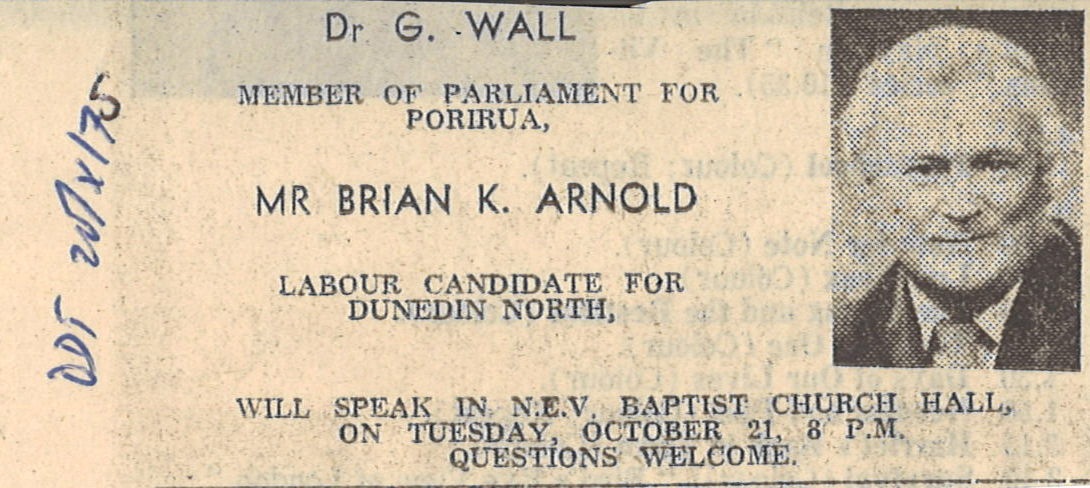 Dr G. WALL
MEMBER OF PARLIAMENT FOR
PORIRUA,
MR BRIAN K. ARNOLD
LABOUR CANDIDATE FOR
DUNEDIN NORTH,
WILL SPEAK IN N.E.V. BAPTIST CHURCH HALL,
ON TUESDAY, OCTOBER 21, 8 P.M.
QUESTIONS WELCOME.
20/X/75